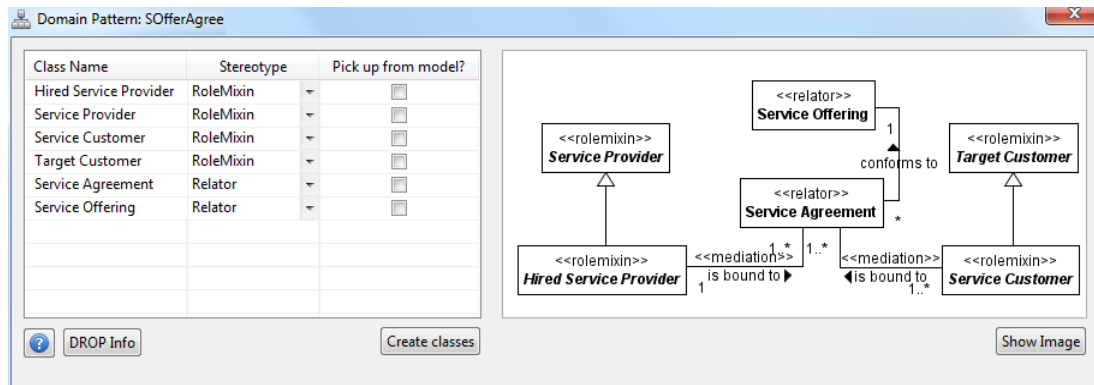 Domain Pattern: SOfferAgree
x
Class Name Stereotype Pick up from model?
Hired Service Provider RoleMixin
Service Provider RoleMixin
Service Customer RoleMixin
Target Customer RoleMixin
Service Agreement Relator
Service Offering Relator
? DROP Info Create classes
<<relator>>
Service Offering
1
<<rolemixin>>
Service Provider
conforms to
<<rolemixin>>
Target Customer
<<relator>>
Service Agreement
*
1..* 1..*
<<rolemixin>>
Hired Service Provider
<<mediation>>
is bound to
1
<<mediation>>
is bound to
1..*
<<rolemixin>>
Service Customer
Show Image